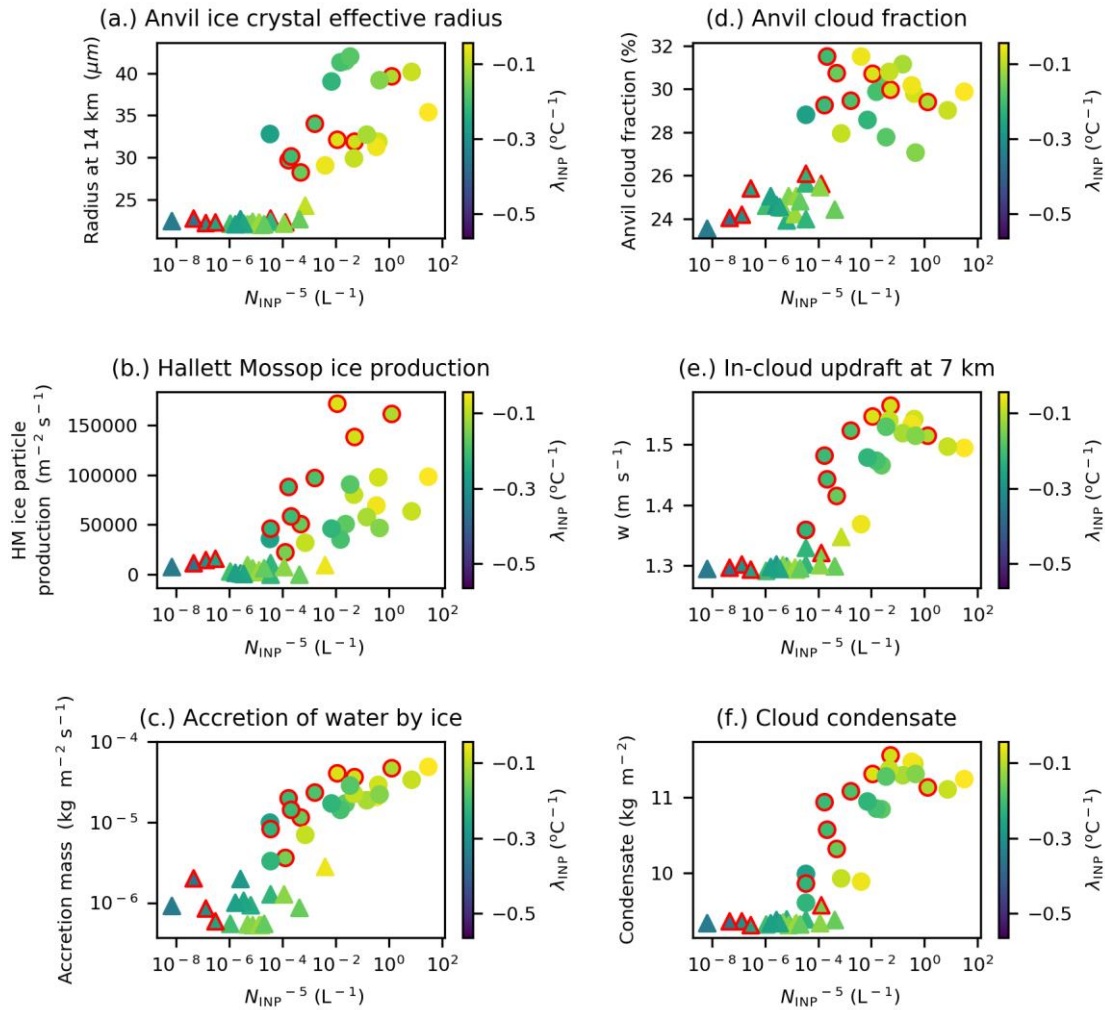 (a.) Anvil ice crystal effective radius
Radius at 14 km (μm)
40
35
30
25
10⁻⁸ 10⁻⁶ 10⁻⁴ 10⁻² 10⁰ 10²
N_INP ⁻⁵ (L⁻¹)
−0.1
−0.3
−0.5
λ_INP (°C⁻¹)
(d.) Anvil cloud fraction
Anvil cloud fraction (%)
32
30
28
26
24
10⁻⁸ 10⁻⁶ 10⁻⁴ 10⁻² 10⁰ 10²
N_INP ⁻⁵ (L⁻¹)
−0.1
−0.3
−0.5
λ_INP (°C⁻¹)
(b.) Hallett Mossop ice production
HM ice particle
production (m⁻² s⁻¹)
150000
100000
50000
0
10⁻⁸ 10⁻⁶ 10⁻⁴ 10⁻² 10⁰ 10²
N_INP ⁻⁵ (L⁻¹)
−0.1
−0.3
−0.5
λ_INP (°C⁻¹)
(e.) In-cloud updraft at 7 km
w (m s⁻¹)
1.5
1.4
1.3
10⁻⁸ 10⁻⁶ 10⁻⁴ 10⁻² 10⁰ 10²
N_INP ⁻⁵ (L⁻¹)
−0.1
−0.3
−0.5
λ_INP (°C⁻¹)
(c.) Accretion of water by ice
Accretion mass (kg m⁻² s⁻¹)
10⁻⁴
10⁻⁵
10⁻⁶
10⁻⁸ 10⁻⁶ 10⁻⁴ 10⁻² 10⁰ 10²
N_INP ⁻⁵ (L⁻¹)
−0.1
−0.3
−0.5
λ_INP (°C⁻¹)
(f.) Cloud condensate
Condensate (kg m⁻²)
11
10
10⁻⁸ 10⁻⁶ 10⁻⁴ 10⁻² 10⁰ 10²
N_INP ⁻⁵ (L⁻¹)
−0.1
−0.3
−0.5
λ_INP (°C⁻¹)